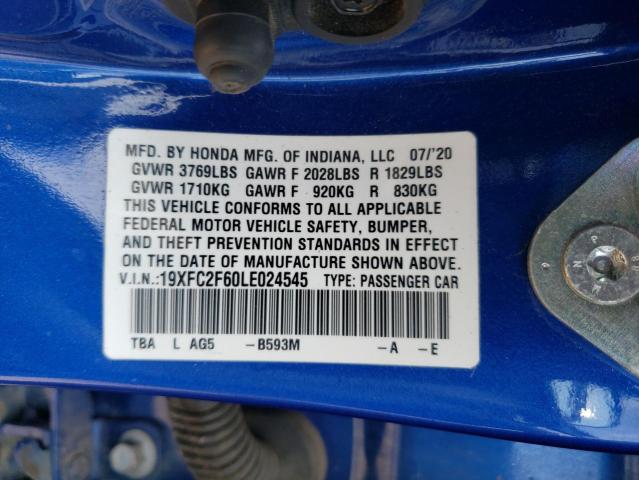 MFD. BY HONDA MFG. OF INDIANA, LLC 07/'20
GVWR 3769LBS GAWR F 2028LBS R 1829LBS
GVWR 1710KG GAWR F 920KG R 830KG
THIS VEHICLE CONFORMS TO ALL APPLICABLE
FEDERAL MOTOR VEHICLE SAFETY, BUMPER,
AND THEFT PREVENTION STANDARDS IN EFFECT
ON THE DATE OF MANUFACTURE SHOWN ABOVE.
V.I.N.:19XFC2F60LE024545 TYPE: PASSENGER CAR
TBA L AG5 -B593M -A -E